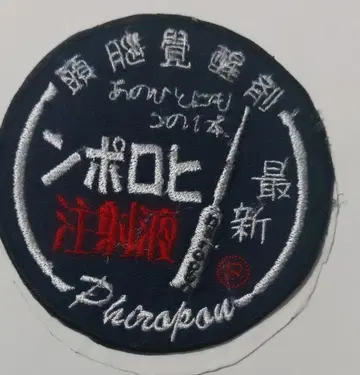 頭脳覺醒剤
あのひとにも
この1本
ンポロヒ
注射液
最新
Phiropon